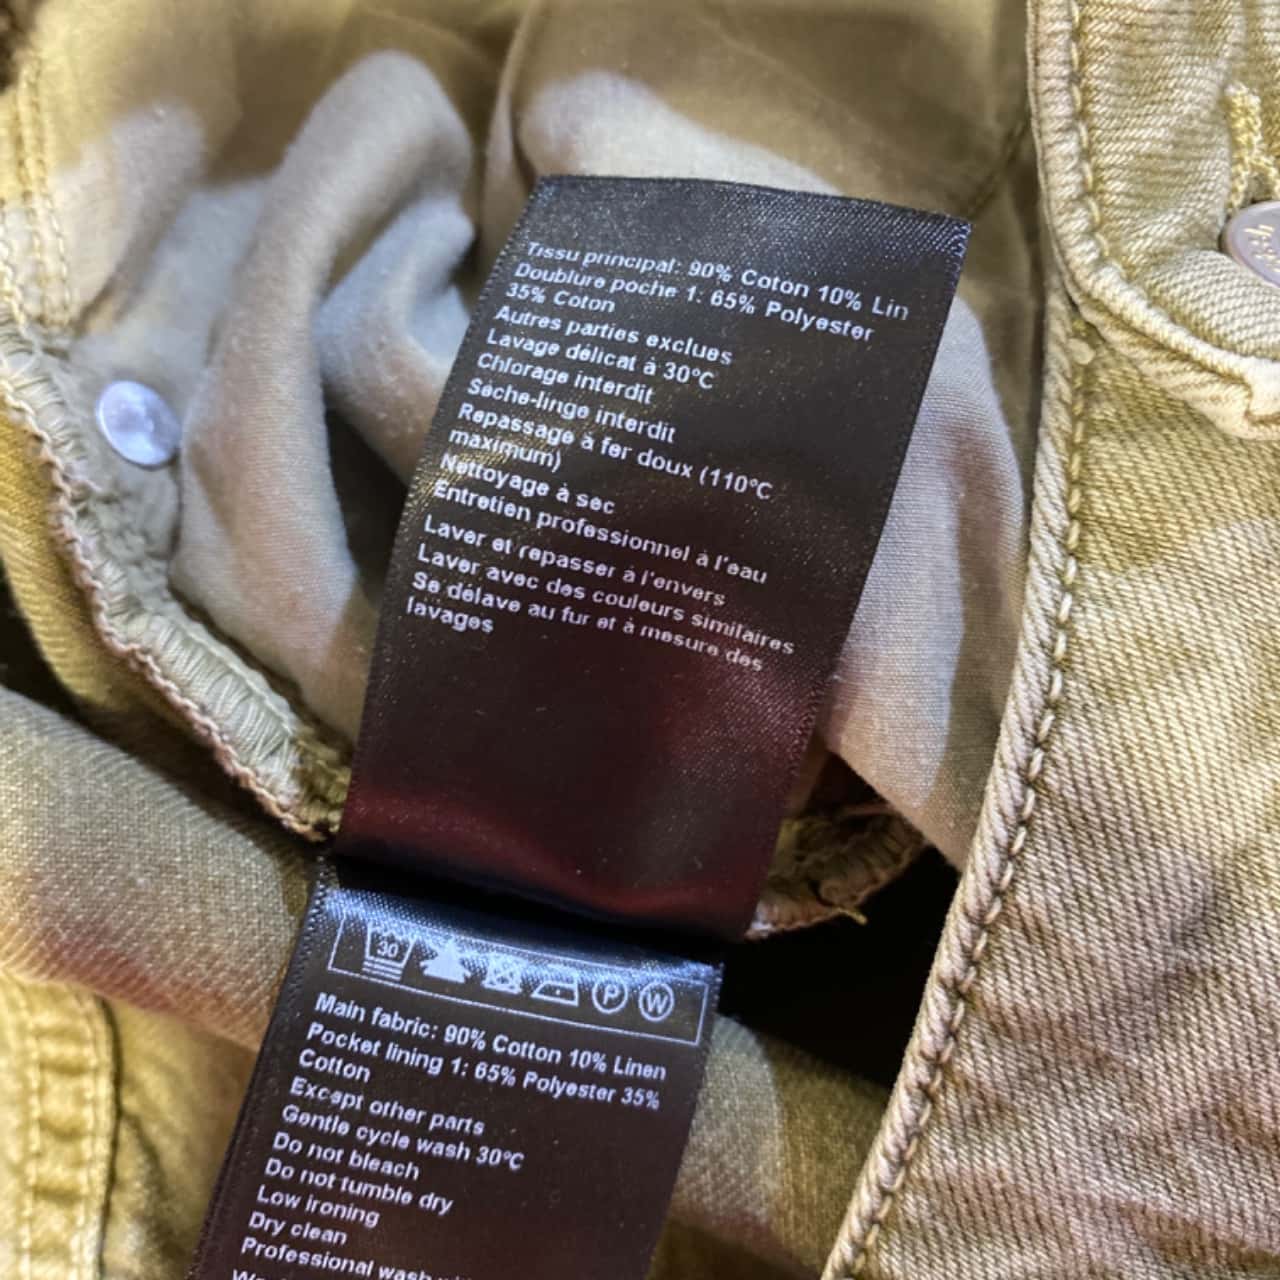 Tissu principal: 90% Coton 10% Lin
Doublure poche 1: 65% Polyester
35% Coton
Autres parties exclues
Lavage délicat à 30°C
Chlorage interdit
Sèche-linge interdit
Repassage à fer doux (110°C
maximum)
Nettoyage à sec
Entretien professionnel à l'eau
Laver et repasser à l'envers
Laver avec des couleurs similaires
Se délave au fur et à mesure des
lavages
30 P W
Main fabric: 90% Cotton 10% Linen
Pocket lining 1: 65% Polyester 35%
Cotton
Except other parts
Gentle cycle wash 30°C
Do not bleach
Do not tumble dry
Low ironing
Dry clean
Professional wash